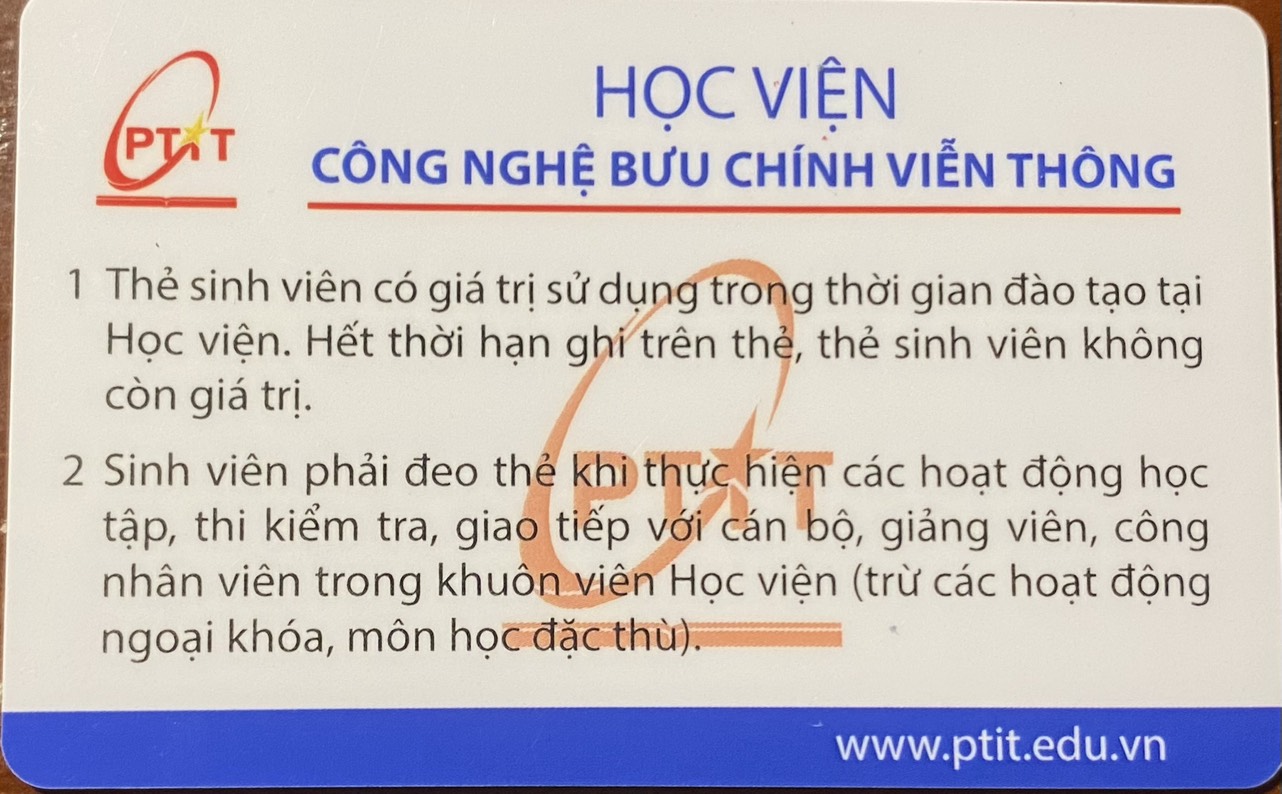 PTIT
HỌC VIỆN
CÔNG NGHỆ BƯU CHÍNH VIỄN THÔNG
1 Thẻ sinh viên có giá trị sử dụng trong thời gian đào tạo tại
Học viện. Hết thời hạn ghi trên thẻ, thẻ sinh viên không
còn giá trị.
PTIT
2 Sinh viên phải đeo thẻ khi thực hiện các hoạt động học
tập, thi kiểm tra, giao tiếp với cán bộ, giảng viên, công
nhân viên trong khuôn viên Học viện (trừ các hoạt động
ngoại khóa, môn học đặc thù).
www.ptit.edu.vn